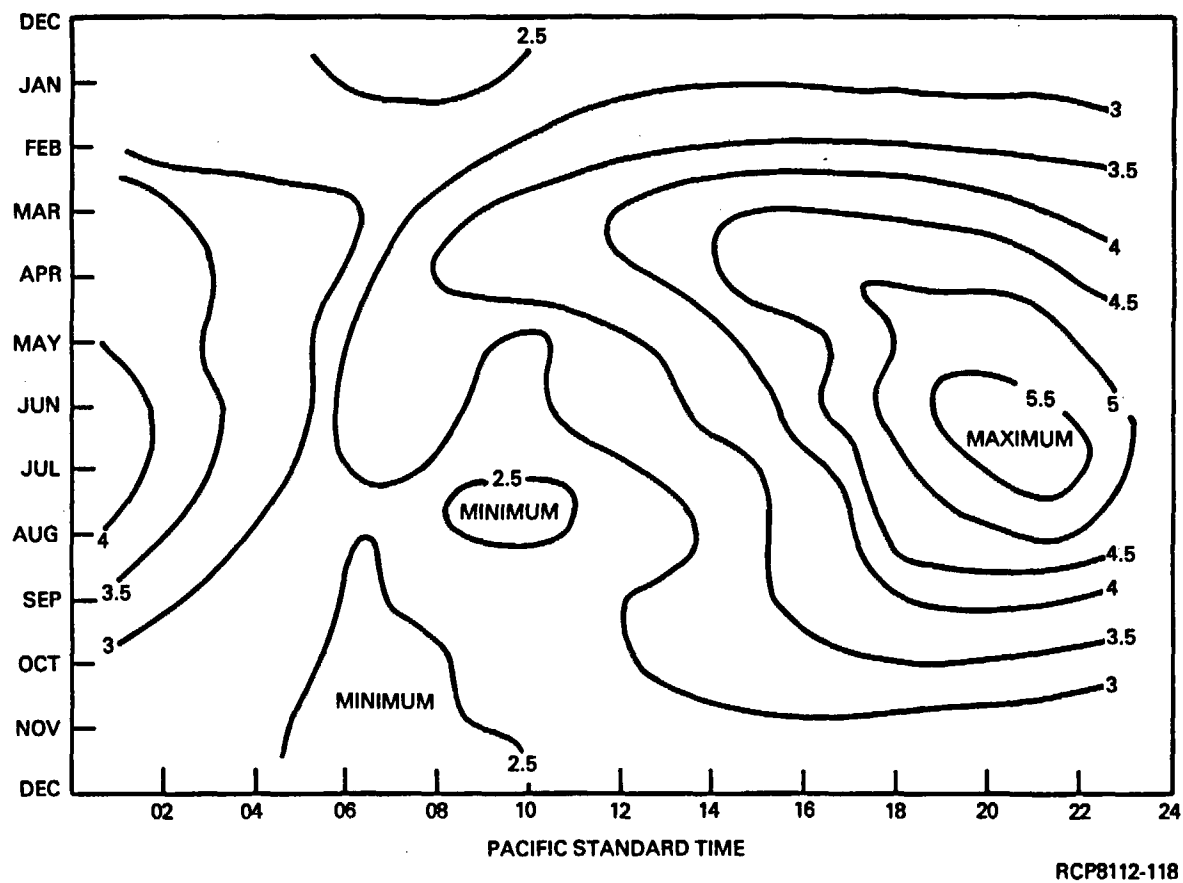 DEC
2.5
JAN
3
FEB
3.5
MAR
4
APR
4.5
MAY
5.5 5
JUN
MAXIMUM
JUL
2.5
MINIMUM
AUG
4
4.5
3.5
SEP
4
3
3.5
OCT
3
MINIMUM
NOV
2.5
DEC
02 04 06 08 10 12 14 16 18 20 22 24
PACIFIC STANDARD TIME
RCP8112-118